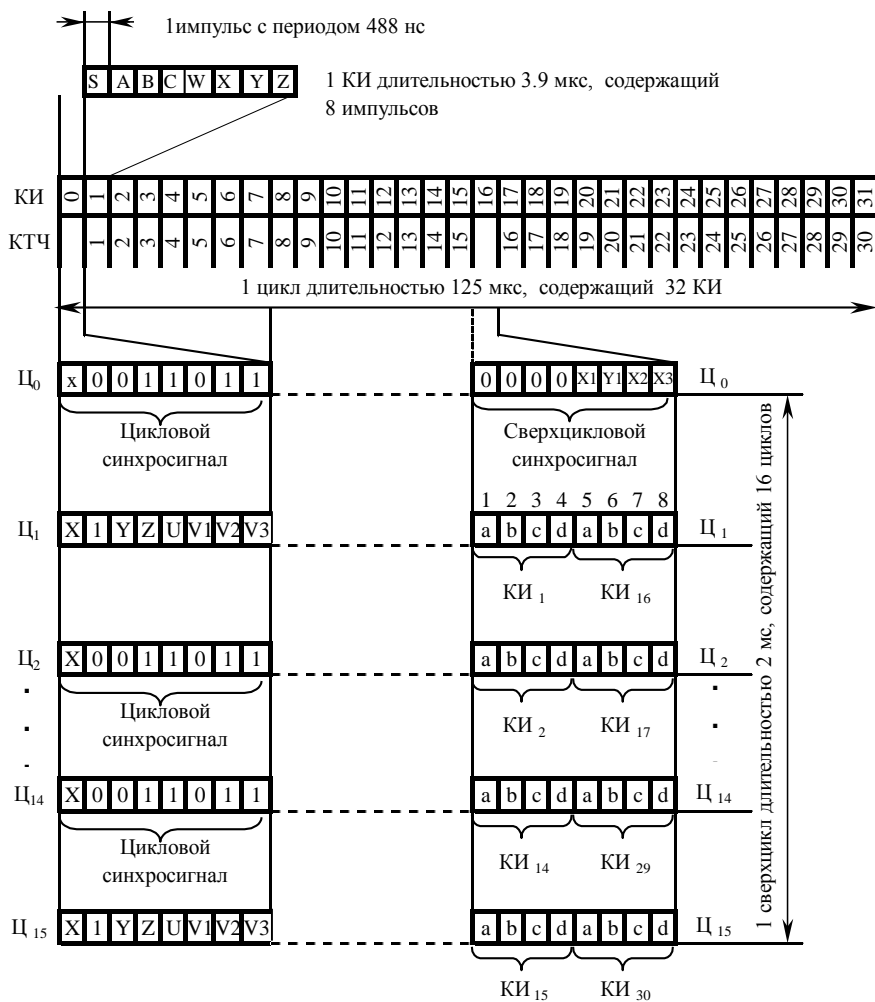 1импульс с периодом 488 нс
S A B C W X Y Z
1 КИ длительностью 3.9 мкс, содержащий
8 импульсов
КИ 0 1 2 3 4 5 6 7 8 9 10 11 12 13 14 15 16 17 18 19 20 21 22 23 24 25 26 27 28 29 30 31
КТЧ 1 2 3 4 5 6 7 8 9 10 11 12 13 14 15 16 17 18 19 20 21 22 23 24 25 26 27 28 29 30
1 цикл длительностью 125 мкс, содержащий 32 КИ
Ц0 x 0 0 1 1 0 1 1 0 0 0 0 X1 Y1 X2 X3 Ц 0
Цикловой
синхросигнал
Сверхцикловой
синхросигнал
1 2 3 4 5 6 7 8
Ц1 X 1 Y Z U V1 V2 V3 a b c d a b c d Ц 1
КИ 1 КИ 16
Ц2 X 0 0 1 1 0 1 1 a b c d a b c d Ц 2
Цикловой
синхросигнал
КИ 2 КИ 17
Ц14 X 0 0 1 1 0 1 1 a b c d a b c d Ц 14
Цикловой
синхросигнал
КИ 14 КИ 29
Ц 15 X 1 Y Z U V1 V2 V3 a b c d a b c d Ц 15
КИ 15 КИ 30
1 сверхцикл длительностью 2 мс, содержащий 16 циклов